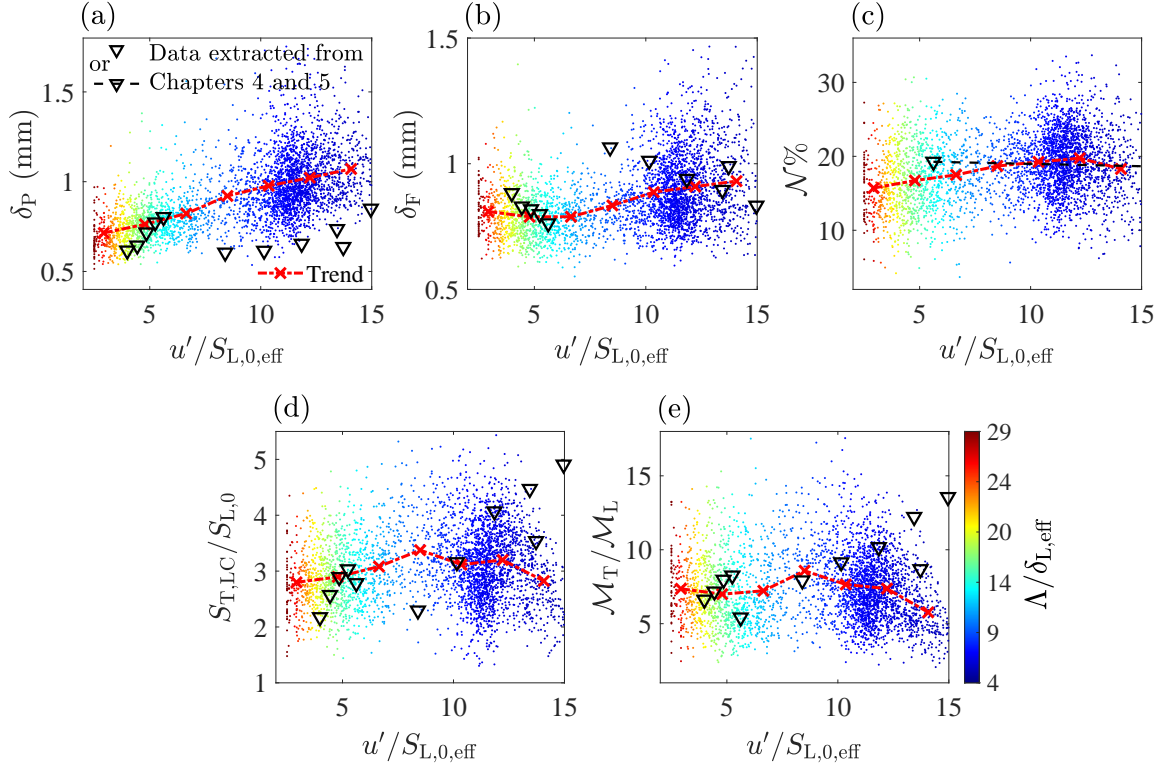 (a)
(b)
(c)
or
Data extracted from
Chapters 4 and 5
Trend
1.5
1
0.5
δP (mm)
5
10
15
u′/SL,0,eff
1.5
1
0.5
δF (mm)
5
10
15
u′/SL,0,eff
30
20
10
𝒩%
5
10
15
u′/SL,0,eff
(d)
(e)
5
4
3
2
1
ST,LC/SL,0
5
10
15
u′/SL,0,eff
15
10
5
ℳT/ℳL
5
10
15
u′/SL,0,eff
29
24
20
14
9
4
Λ/δL,eff